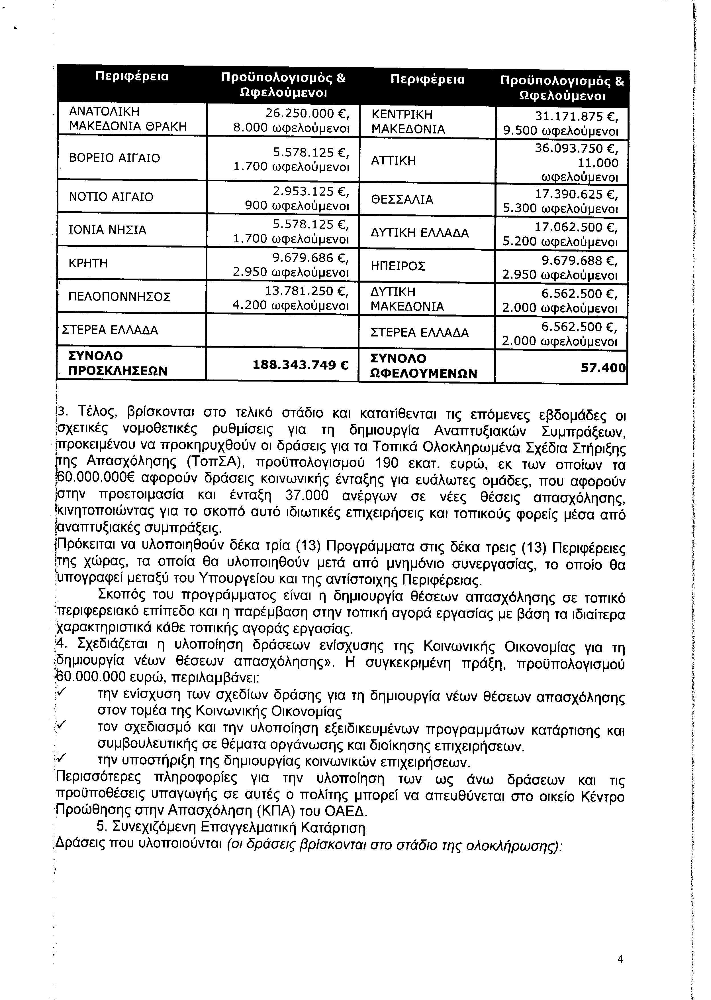 Περιφέρεια Προϋπολογισμός & Ωφελούμενοι Περιφέρεια Προϋπολογισμός & Ωφελούμενοι
ΑΝΑΤΟΛΙΚΗ ΜΑΚΕΔΟΝΙΑ ΘΡΑΚΗ 26.250.000 €, 8.000 ωφελούμενοι ΚΕΝΤΡΙΚΗ ΜΑΚΕΔΟΝΙΑ 31.171.875 €, 9.500 ωφελούμενοι
ΒΟΡΕΙΟ ΑΙΓΑΙΟ 5.578.125 €, 1.700 ωφελούμενοι ΑΤΤΙΚΗ 36.093.750 €, 11.000 ωφελούμενοι
ΝΟΤΙΟ ΑΙΓΑΙΟ 2.953.125 €, 900 ωφελούμενοι ΘΕΣΣΑΛΙΑ 17.390.625 €, 5.300 ωφελούμενοι
ΙΟΝΙΑ ΝΗΣΙΑ 5.578.125 €, 1.700 ωφελούμενοι ΔΥΤΙΚΗ ΕΛΛΑΔΑ 17.062.500 €, 5.200 ωφελούμενοι
ΚΡΗΤΗ 9.679.686 €, 2.950 ωφελούμενοι ΗΠΕΙΡΟΣ 9.679.688 €, 2.950 ωφελούμενοι
ΠΕΛΟΠΟΝΝΗΣΟΣ 13.781.250 €, 4.200 ωφελούμενοι ΔΥΤΙΚΗ ΜΑΚΕΔΟΝΙΑ 6.562.500 €, 2.000 ωφελούμενοι
ΣΤΕΡΕΑ ΕΛΛΑΔΑ ΣΤΕΡΕΑ ΕΛΛΑΔΑ 6.562.500 €, 2.000 ωφελούμενοι
ΣΥΝΟΛΟ ΠΡΟΣΚΛΗΣΕΩΝ 188.343.749 € ΣΥΝΟΛΟ ΩΦΕΛΟΥΜΕΝΩΝ 57.400
3. Τέλος, βρίσκονται στο τελικό στάδιο και κατατίθενται τις επόμενες εβδομάδες οι
σχετικές νομοθετικές ρυθμίσεις για τη δημιουργία Αναπτυξιακών Συμπράξεων,
προκειμένου να προκηρυχθούν οι δράσεις για τα Τοπικά Ολοκληρωμένα Σχέδια Στήριξης
της Απασχόλησης (ΤοπΣΑ), προϋπολογισμού 190 εκατ. ευρώ, εκ των οποίων τα
60.000.000€ αφορούν δράσεις κοινωνικής ένταξης για ευάλωτες ομάδες, που αφορούν
στην προετοιμασία και ένταξη 37.000 ανέργων σε νέες θέσεις απασχόλησης,
κινητοποιώντας για το σκοπό αυτό ιδιωτικές επιχειρήσεις και τοπικούς φορείς μέσα από
αναπτυξιακές συμπράξεις.
Πρόκειται να υλοποιηθούν δέκα τρία (13) Προγράμματα στις δέκα τρεις (13) Περιφέρειες
της χώρας, τα οποία θα υλοποιηθούν μετά από μνημόνιο συνεργασίας, το οποίο θα
υπογραφεί μεταξύ του Υπουργείου και της αντίστοιχης Περιφέρειας.
Σκοπός του προγράμματος είναι η δημιουργία θέσεων απασχόλησης σε τοπικό
περιφερειακό επίπεδο και η παρέμβαση στην τοπική αγορά εργασίας με βάση τα ιδιαίτερα
χαρακτηριστικά κάθε τοπικής αγοράς εργασίας.
4. Σχεδιάζεται η υλοποίηση δράσεων ενίσχυσης της Κοινωνικής Οικονομίας για τη
δημιουργία νέων θέσεων απασχόλησης». Η συγκεκριμένη πράξη, προϋπολογισμού
60.000.000 ευρώ, περιλαμβάνει:
✓ την ενίσχυση των σχεδίων δράσης για τη δημιουργία νέων θέσεων απασχόλησης
στον τομέα της Κοινωνικής Οικονομίας
✓ τον σχεδιασμό και την υλοποίηση εξειδικευμένων προγραμμάτων κατάρτισης και
συμβουλευτικής σε θέματα οργάνωσης και διοίκησης επιχειρήσεων.
✓ την υποστήριξη της δημιουργίας κοινωνικών επιχειρήσεων.
Περισσότερες πληροφορίες για την υλοποίηση των ως άνω δράσεων και τις
προϋποθέσεις υπαγωγής σε αυτές ο πολίτης μπορεί να απευθύνεται στο οικείο Κέντρο
Προώθησης στην Απασχόληση (ΚΠΑ) του ΟΑΕΔ.
5. Συνεχιζόμενη Επαγγελματική Κατάρτιση
Δράσεις που υλοποιούνται (οι δράσεις βρίσκονται στο στάδιο της ολοκλήρωσης):
4